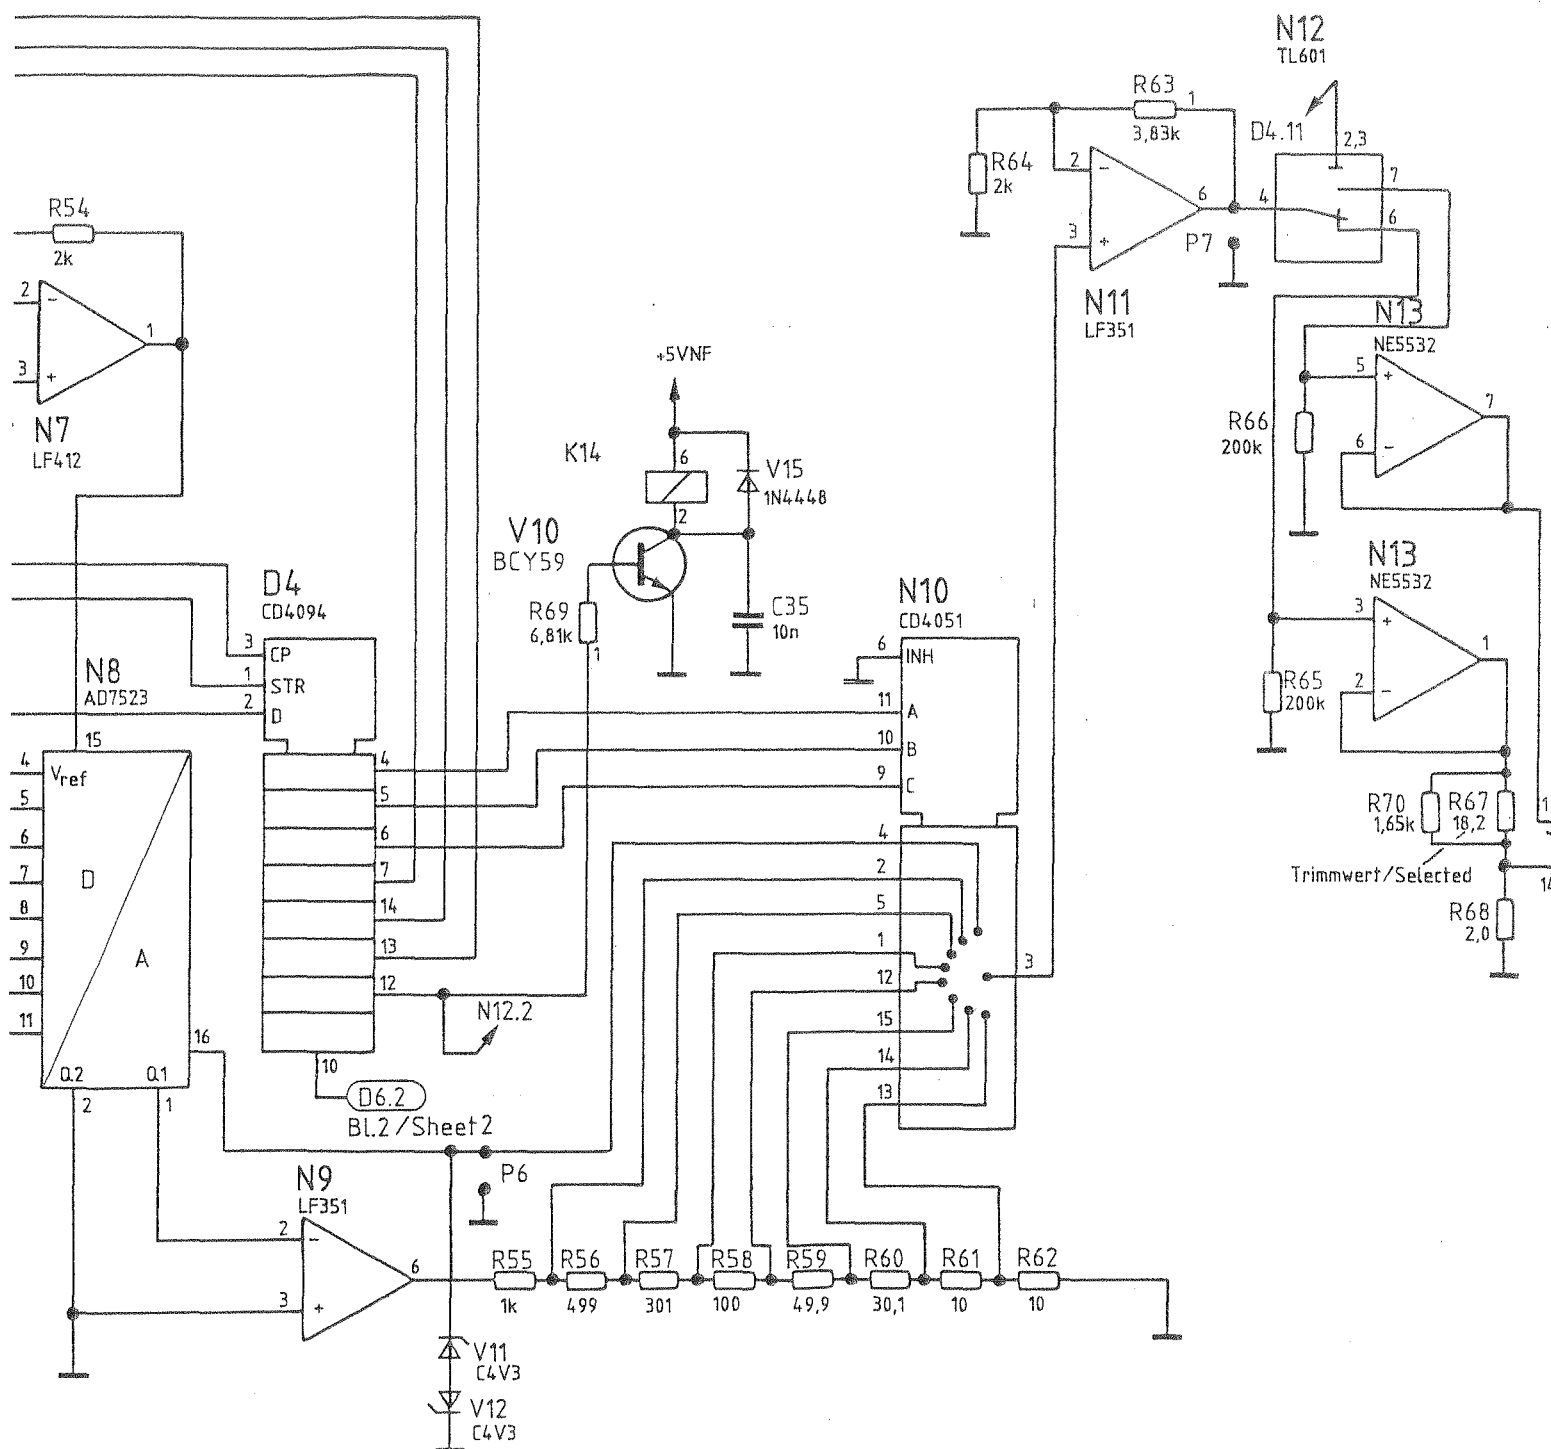 N12
TL601
R63
1
3,83k
D4.11
2,3
R64
2k
2
−
3
+
6
P7
4
7
6
N11
LF351
R54
2k
2
−
3
+
1
N7
LF412
+5VNF
K14
6
V15
1N4448
2
V10
BCY59
R69
6,81k
1
C35
10n
N13
NE5532
5
+
6
−
7
R66
200k
N13
NE5532
3
+
2
−
1
R65
200k
R70
1,65k
R67
18,2
Trimmwert/Selected
R68
2,0
1
14
D4
CD4094
3
CP
1
STR
2
D
4
5
6
7
14
13
12
10
D6.2
Bl.2/Sheet2
N12.2
N8
AD7523
15
Vref
4
5
6
7
8
9
10
11
D
A
16
Q2
Q1
2
1
N10
CD4051
6
INH
11
A
10
B
9
C
4
2
5
1
12
15
14
13
3
P6
N9
LF351
2
−
3
+
6
R55
1k
R56
499
R57
301
R58
100
R59
49,9
R60
30,1
R61
10
R62
10
V11
C4V3
V12
C4V3